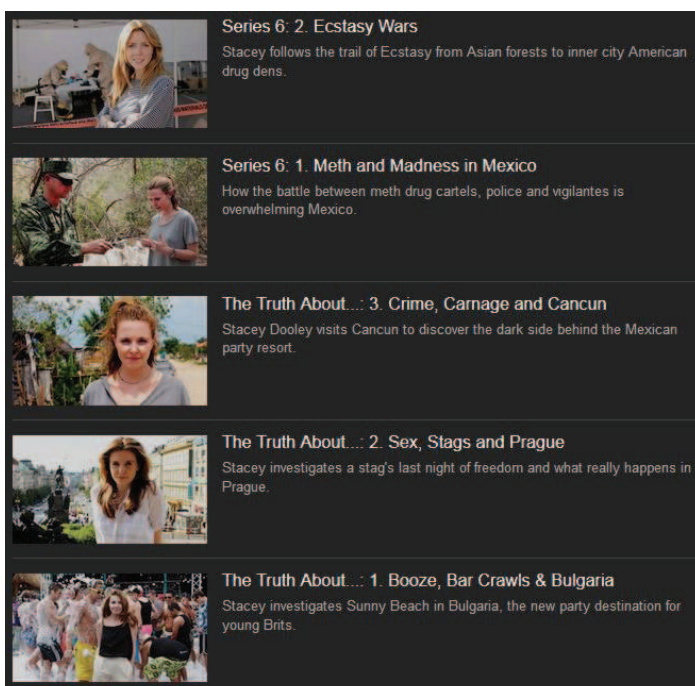 Series 6: 2. Ecstasy Wars
Stacey follows the trail of Ecstasy from Asian forests to inner city American
drug dens.
Series 6: 1. Meth and Madness in Mexico
How the battle between meth drug cartels, police and vigilantes is
overwhelming Mexico.
The Truth About...: 3. Crime, Carnage and Cancun
Stacey Dooley visits Cancun to discover the dark side behind the Mexican
party resort.
The Truth About...: 2. Sex, Stags and Prague
Stacey investigates a stag's last night of freedom and what really happens in
Prague.
The Truth About...: 1. Booze, Bar Crawls & Bulgaria
Stacey investigates Sunny Beach in Bulgaria, the new party destination for
young Brits.